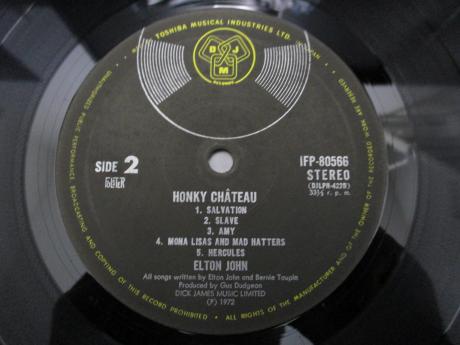 TOSHIBA MUSICAL INDUSTRIES LTD.
D J M
RECORDS
SIDE 2
IFP-80566
STEREO
(DJLPH-423B)
33⅓ r. p. m.
HONKY CHÂTEAU
1. SALVATION
2. SLAVE
3. AMY
4. MONA LISAS AND MAD HATTERS
5. HERCULES
ELTON JOHN
All songs written by Elton John and Bernie Taupin
Produced by Gus Dudgeon
DICK JAMES MUSIC LIMITED
(P) 1972
UNAUTHORIZED PUBLIC PERFORMANCE BROADCASTING AND COPYING OF THIS RECORD PROHIBITED · ALL RIGHTS OF THE MANUFACTURER AND OF THE OWNER OF THE RECORDED WORK RESERVED